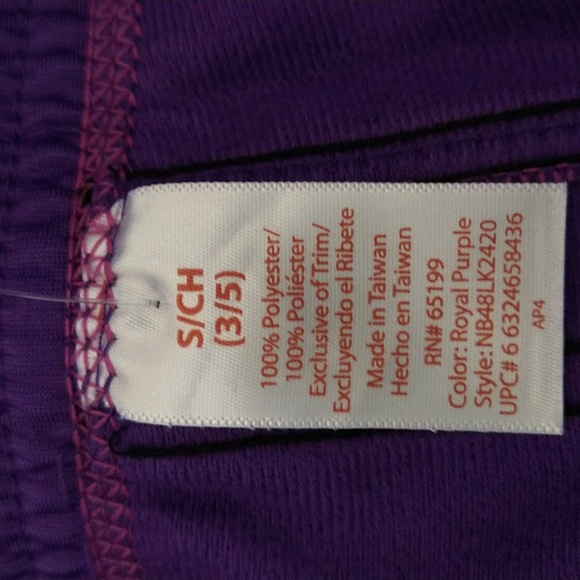 S/CH
(3/5)
100% Polyester/
100% Poliéster
Exclusive of Trim/
Excluyendo el Ribete
Made in Taiwan
Hecho en Taiwan
RN# 65199
Color: Royal Purple
Style: NB48LK2420
UPC# 6 6324658436
AP4